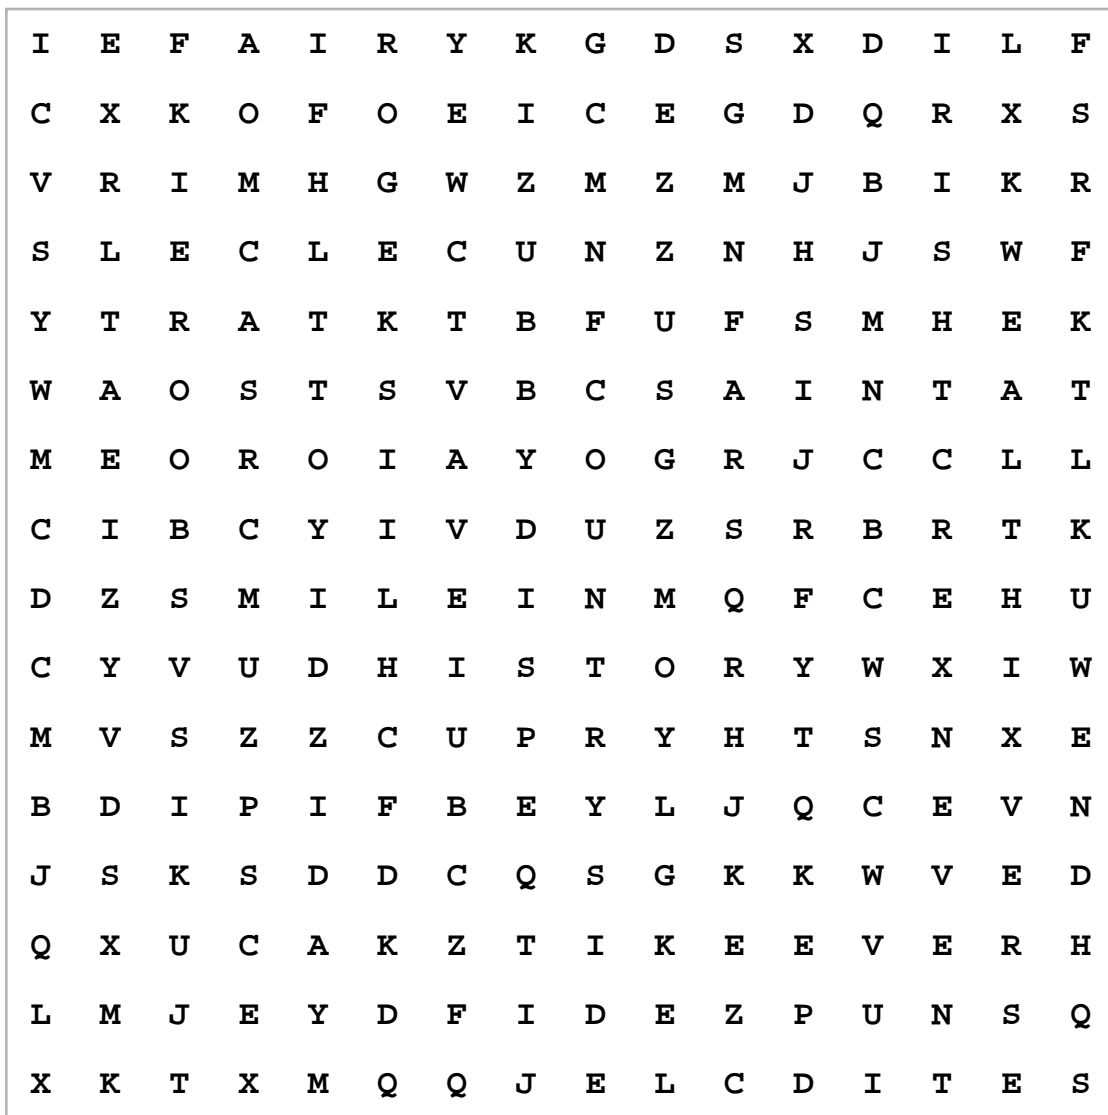 I E F A I R Y K G D S X D I L F
C X K O F O E I C E G D Q R X S
V R I M H G W Z M Z M J B I K R
S L E C L E C U N Z N H J S W F
Y T R A T K T B F U F S M H E K
W A O S T S V B C S A I N T A T
M E O R O I A Y O G R J C C L L
C I B C Y I V D U Z S R B R T K
D Z S M I L E I N M Q F C E H U
C Y V U D H I S T O R Y W X I W
M V S Z Z C U P R Y H T S N X E
B D I P I F B E Y L J Q C E V N
J S K S D D C Q S G K K W V E D
Q X U C A K Z T I K E E V E R H
L M J E Y D F I D E Z P U N S Q
X K T X M Q Q J E L C D I T E S